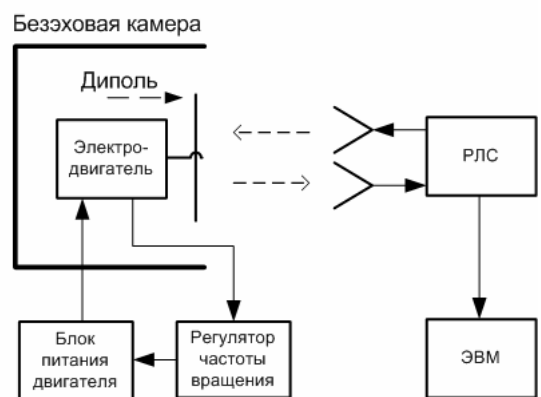 Безэховая камера
Диполь
Электро-
двигатель
РЛС
Блок
питания
двигателя
Регулятор
частоты
вращения
ЭВМ